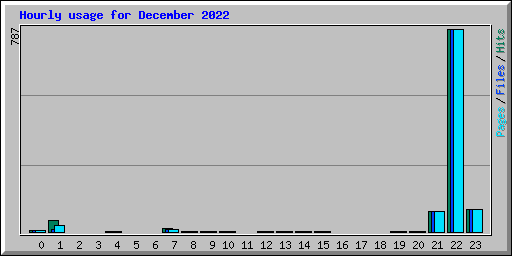 Hourly usage for December 2022
787
Pages/Files/Hits
0 1 2 3 4 5 6 7 8 9 10 11 12 13 14 15 16 17 18 19 20 21 22 23